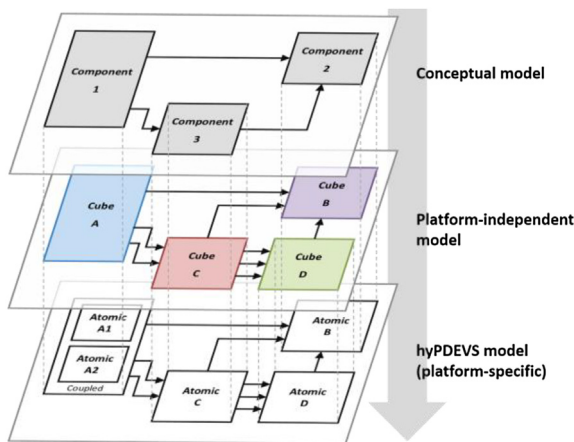 Component
1
Component
2
Component
3
Conceptual model
Cube
A
Cube
B
Cube
C
Cube
D
Platform-independent
model
Atomic
A1
Atomic
A2
Coupled
Atomic
B
Atomic
C
Atomic
D
hyPDEVS model
(platform-specific)